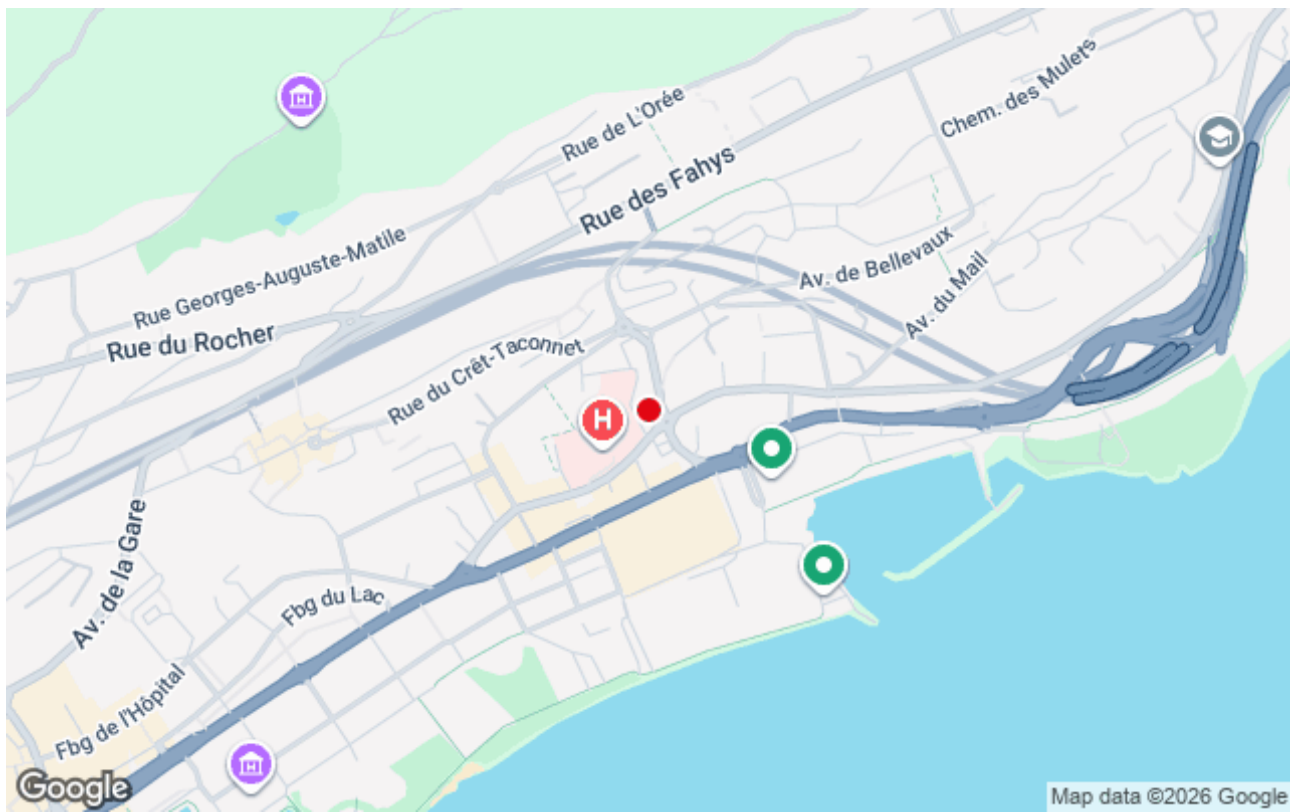 Chem. des Mulets
Rue de L'Orée
Rue des Fahys
Rue Georges-Auguste-Matile
Av. de Bellevaux
Av. du Mail
Rue du Rocher
Rue du Crêt-Taconnet
H
Av. de la Gare
Fbg du Lac
Fbg de l'Hôpital
Google
Map data ©2026 Google